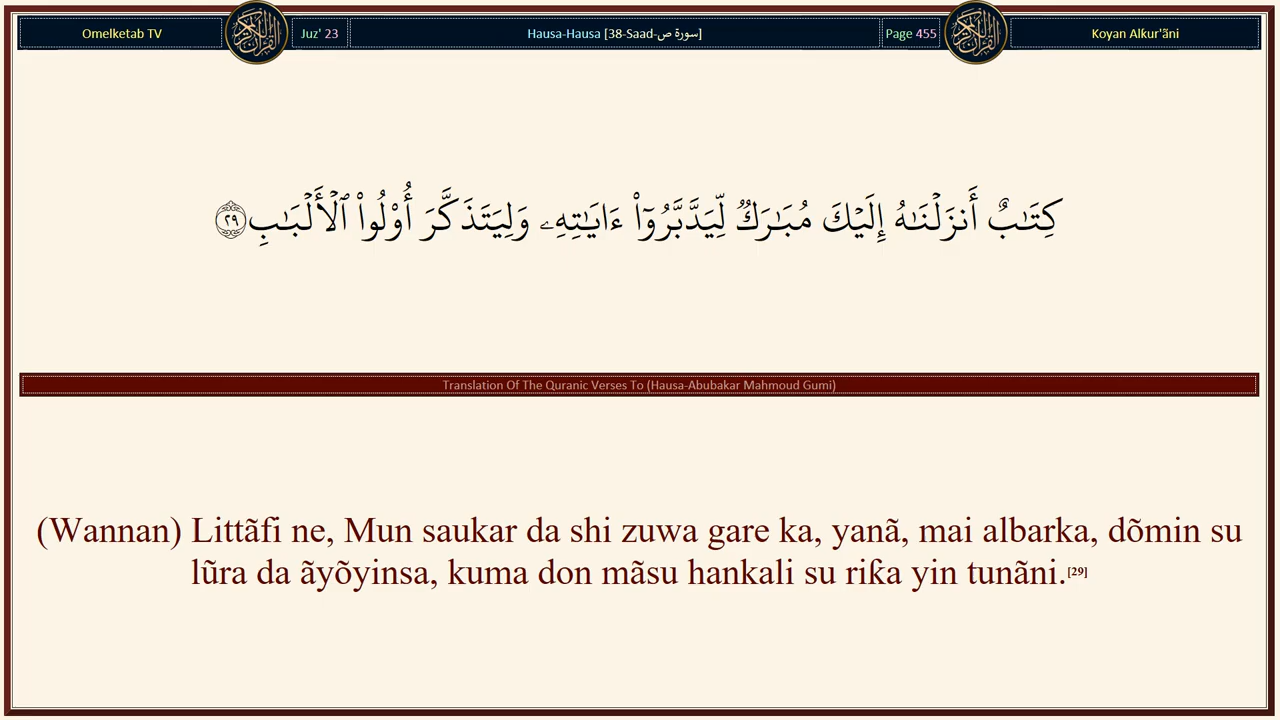 Omelketab TV
Juz' 23
Hausa-Hausa [38-Saad-سورة ص]
Page 455
Koyan Alƙur'ãni
كِتَـٰبٌ أَنزَلْنَـٰهُ إِلَيْكَ مُبَـٰرَكٌ لِّيَدَّبَّرُوٓا۟ ءَايَـٰتِهِۦ وَلِيَتَذَكَّرَ أُو۟لُوا۟ ٱلْأَلْبَـٰبِ ٢٩
Translation Of The Quranic Verses To (Hausa-Abubakar Mahmoud Gumi)
(Wannan) Littãfi ne, Mun saukar da shi zuwa gare ka, yanã, mai albarka, dõmin su
lũra da ãyõyinsa, kuma don mãsu hankali su riƙa yin tunãni.[29]